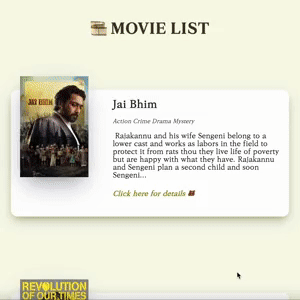 MOVIE LIST
JAI BHIM
Jai Bhim
Action Crime Drama Mystery
Rajakannu and his wife Sengeni belong to a
lower cast and works as labors in the field to
protect it from rats thou they live life of poverty
but are happy with what they have. Rajakannu
and Sengeni plan a second child and soon
Sengeni...
Click here for details
REVOLUTION
OF OUR TIMES